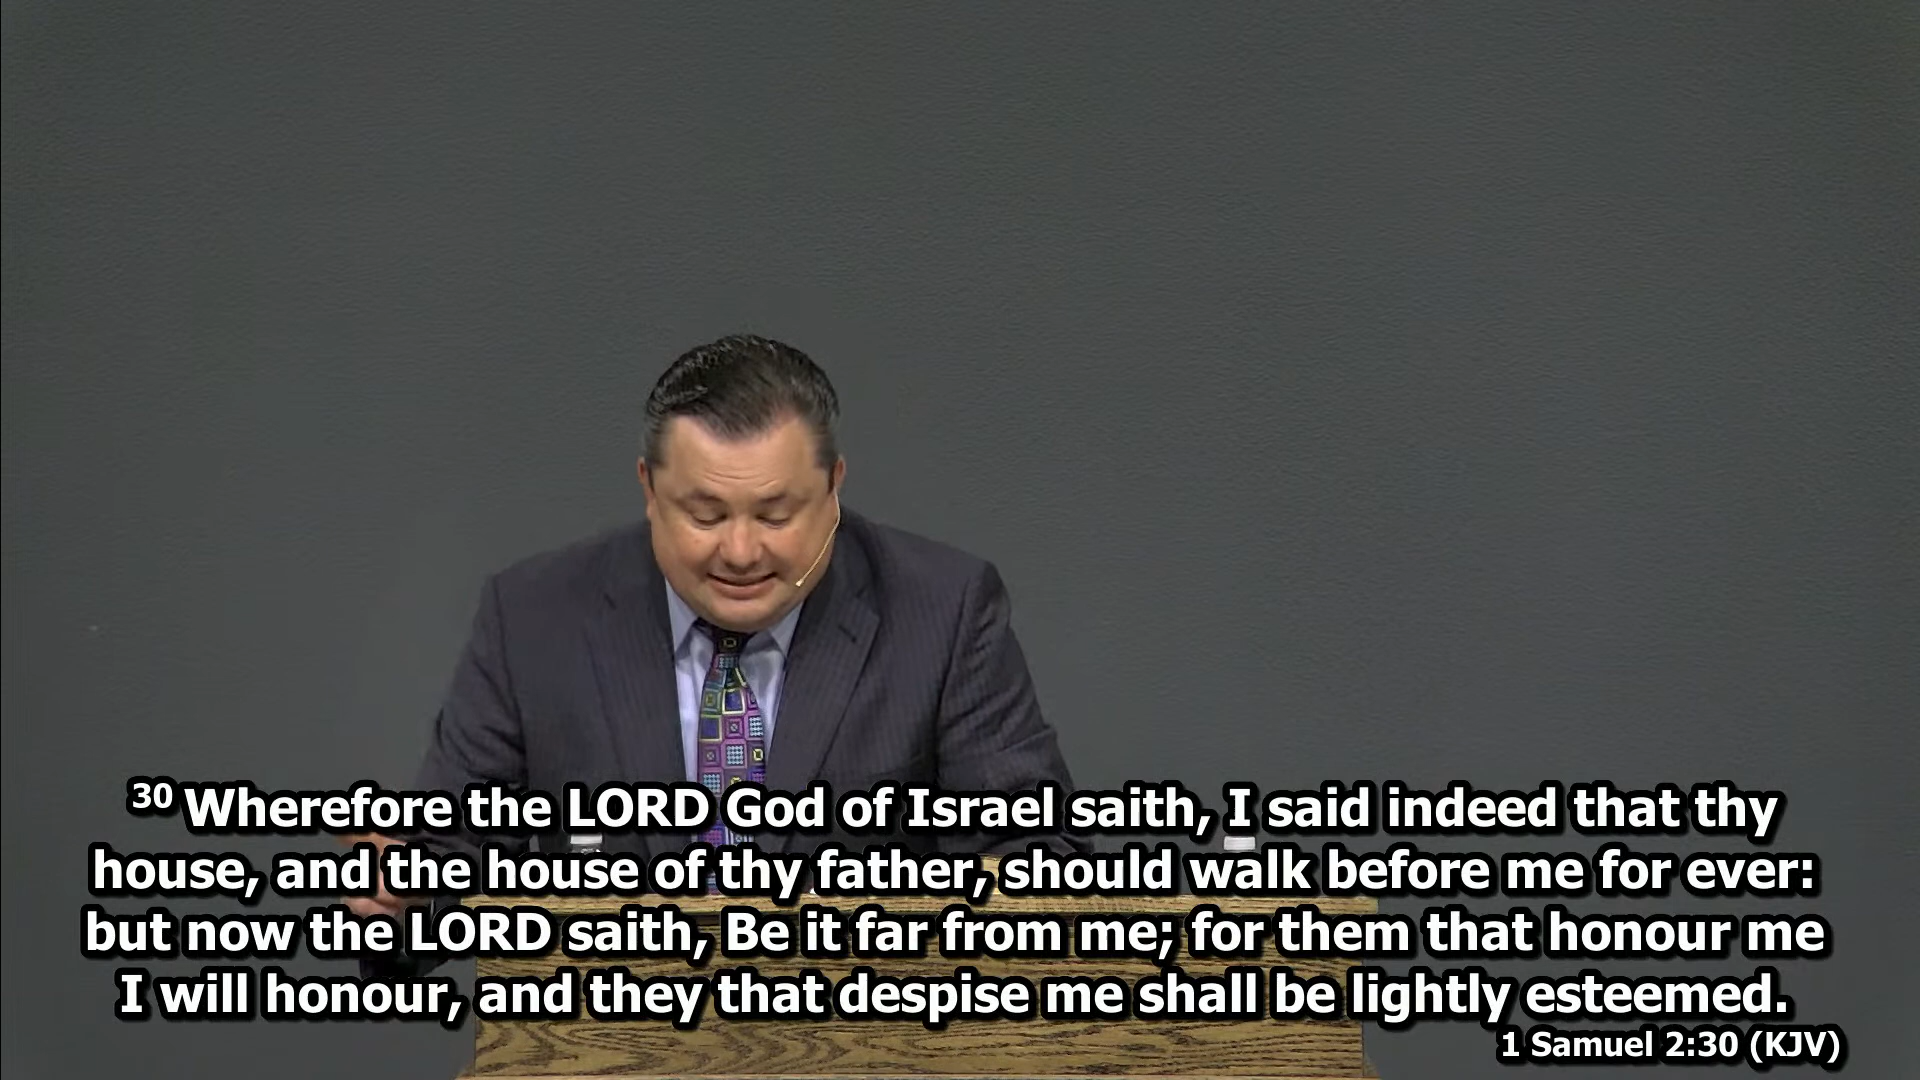 30 Wherefore the LORD God of Israel saith, I said indeed that thy
house, and the house of thy father, should walk before me for ever:
but now the LORD saith, Be it far from me; for them that honour me
I will honour, and they that despise me shall be lightly esteemed.
1 Samuel 2:30 (KJV)